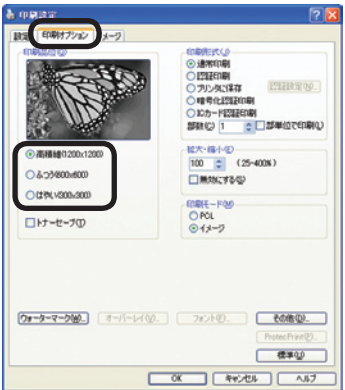 印刷設定
設定 印刷オプション イメージ
印刷品位(Q)
高精細(1200x1200)
ふつう(600x600)
はやい(300x300)
トナーセーブ(T)
印刷形式(J)
通常印刷
認証印刷
プリンタに保存 認証設定(N)...
暗号化認証印刷
ICカード認証印刷
部数(C) 1 部単位で印刷(L)
拡大・縮小(E)
100 (25-400%)
無効にする(S)
印刷モード(M)
PCL
イメージ
ウォーターマーク(W)... オーバーレイ(V)... フォント(F)... その他(D)...
ProtecPrint(P)...
標準(U)
OK キャンセル ヘルプ